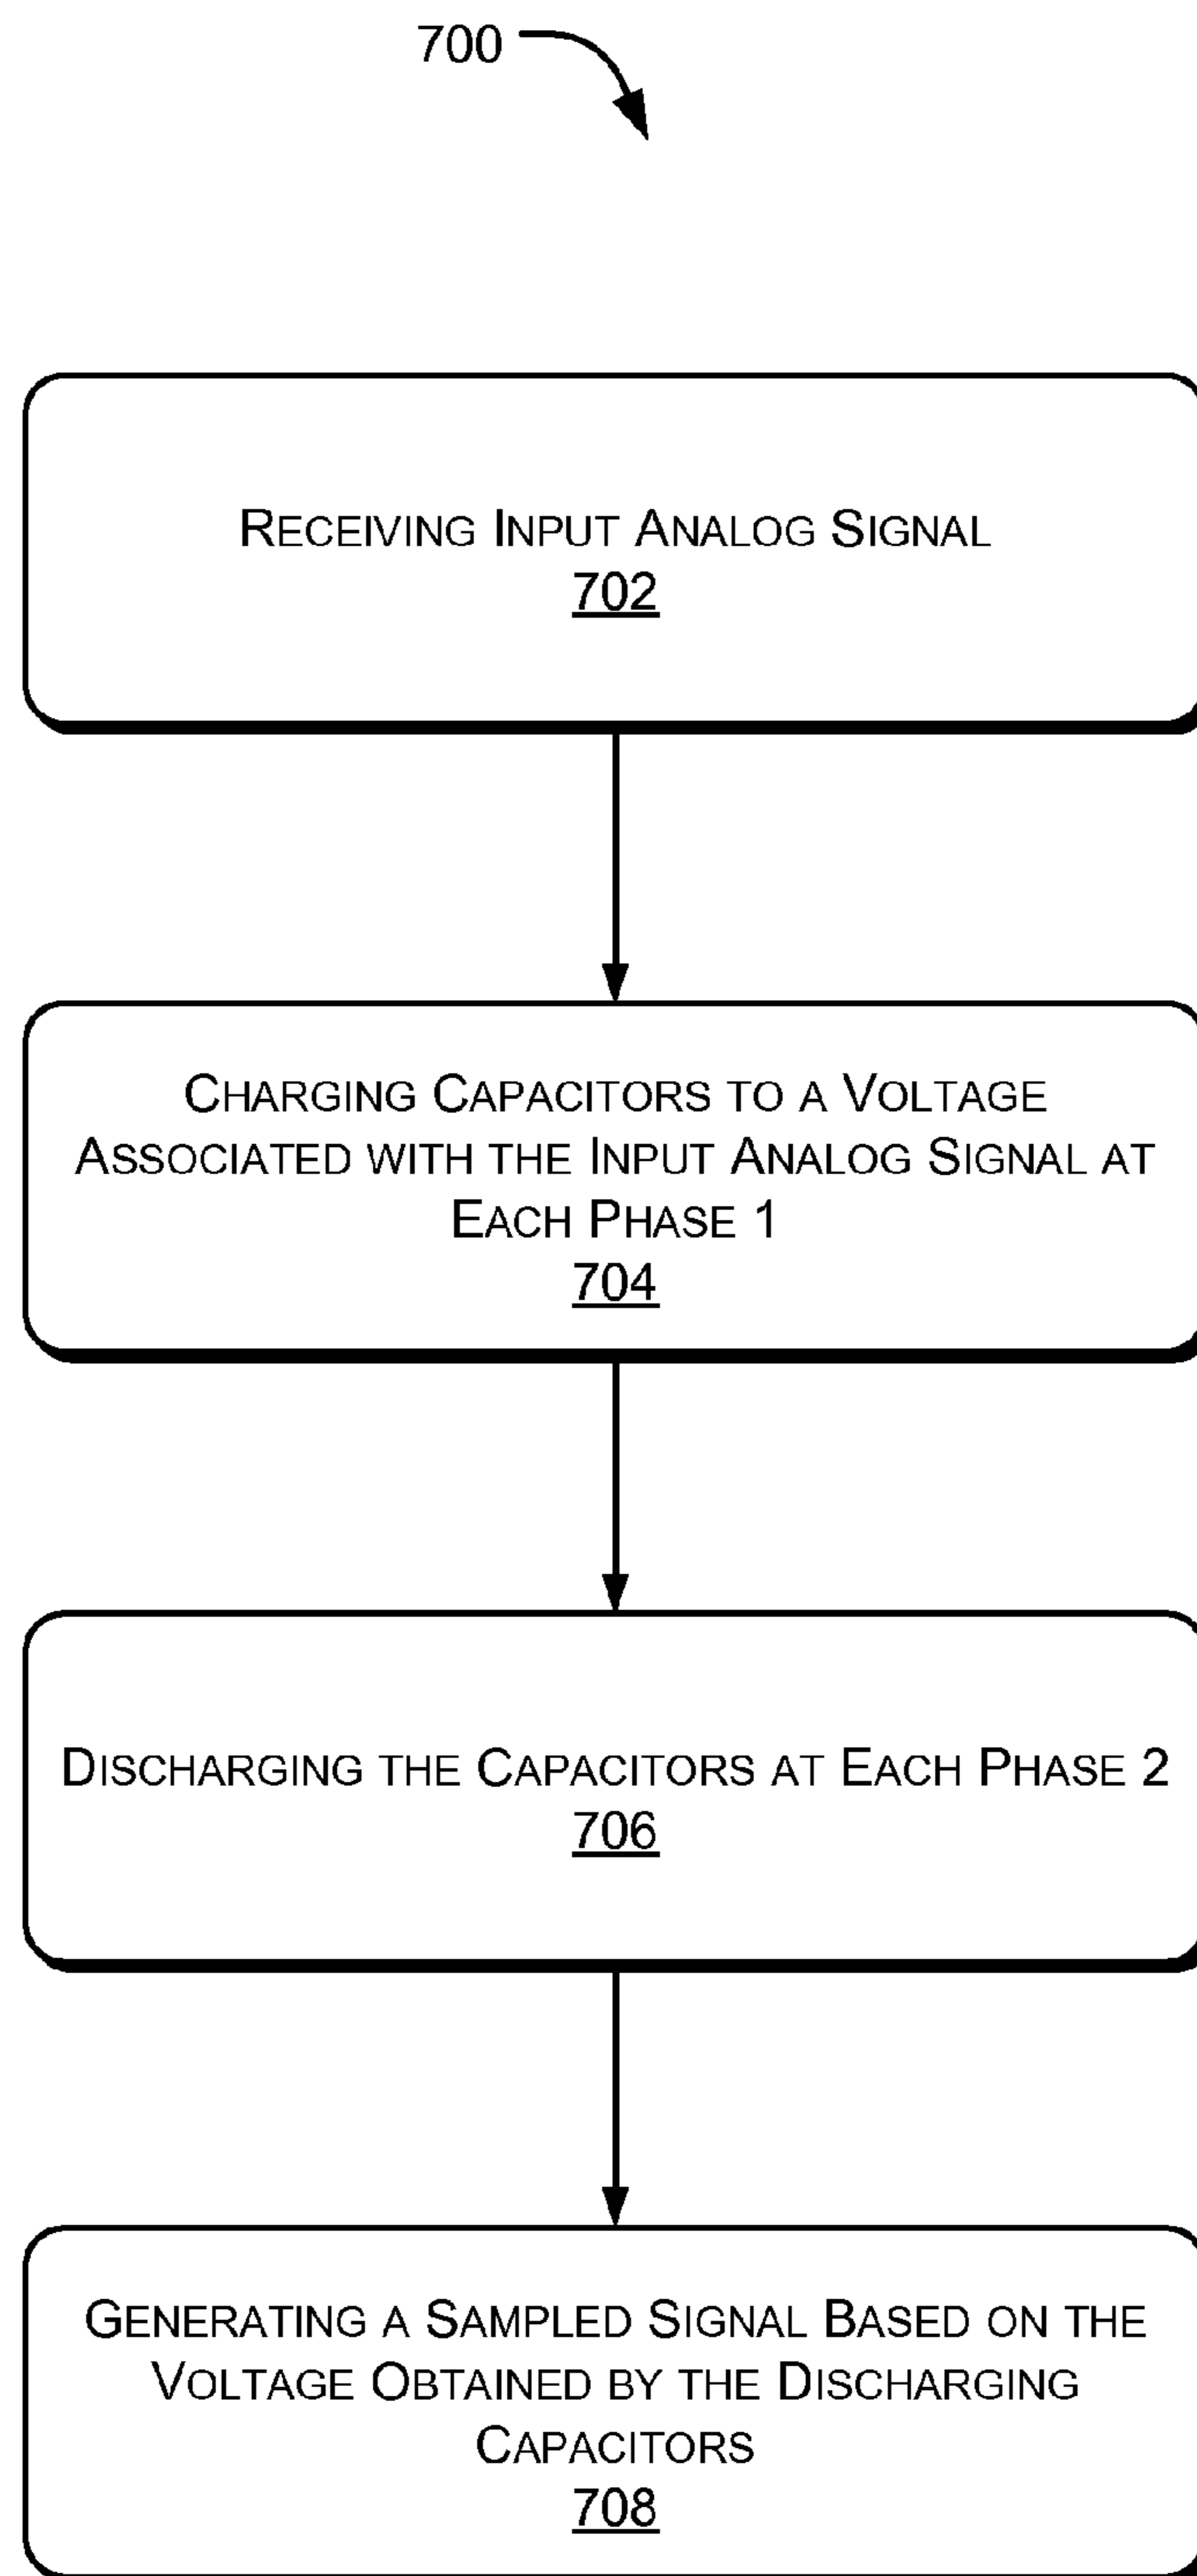 700
Receiving Input Analog Signal
702
Charging Capacitors to a Voltage
Associated with the Input Analog Signal at
Each Phase 1
704
Discharging the Capacitors at Each Phase 2
706
Generating a Sampled Signal Based on the
Voltage Obtained by the Discharging
Capacitors
708